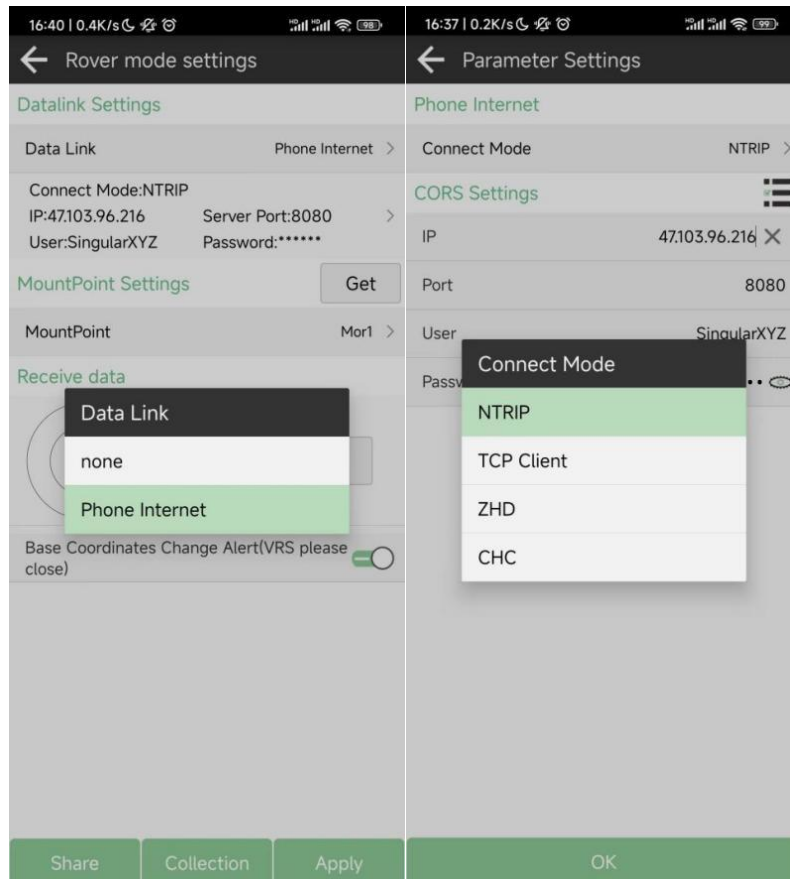 16:40 | 0.4K/s
98
Rover mode settings
Datalink Settings
Data Link
Phone Internet
Connect Mode:NTRIP
IP:47.103.96.216 Server Port:8080
User:SingularXYZ Password:••••••
MountPoint Settings
Get
MountPoint
Mor1
Receive data
Data Link
none
Phone Internet
Base Coordinates Change Alert(VRS please
close)
Share
Collection
Apply
16:37 | 0.2K/s
99
Parameter Settings
Phone Internet
Connect Mode
NTRIP
CORS Settings
IP
47.103.96.216
Port
8080
User
SingularXYZ
Connect Mode
NTRIP
TCP Client
ZHD
CHC
OK